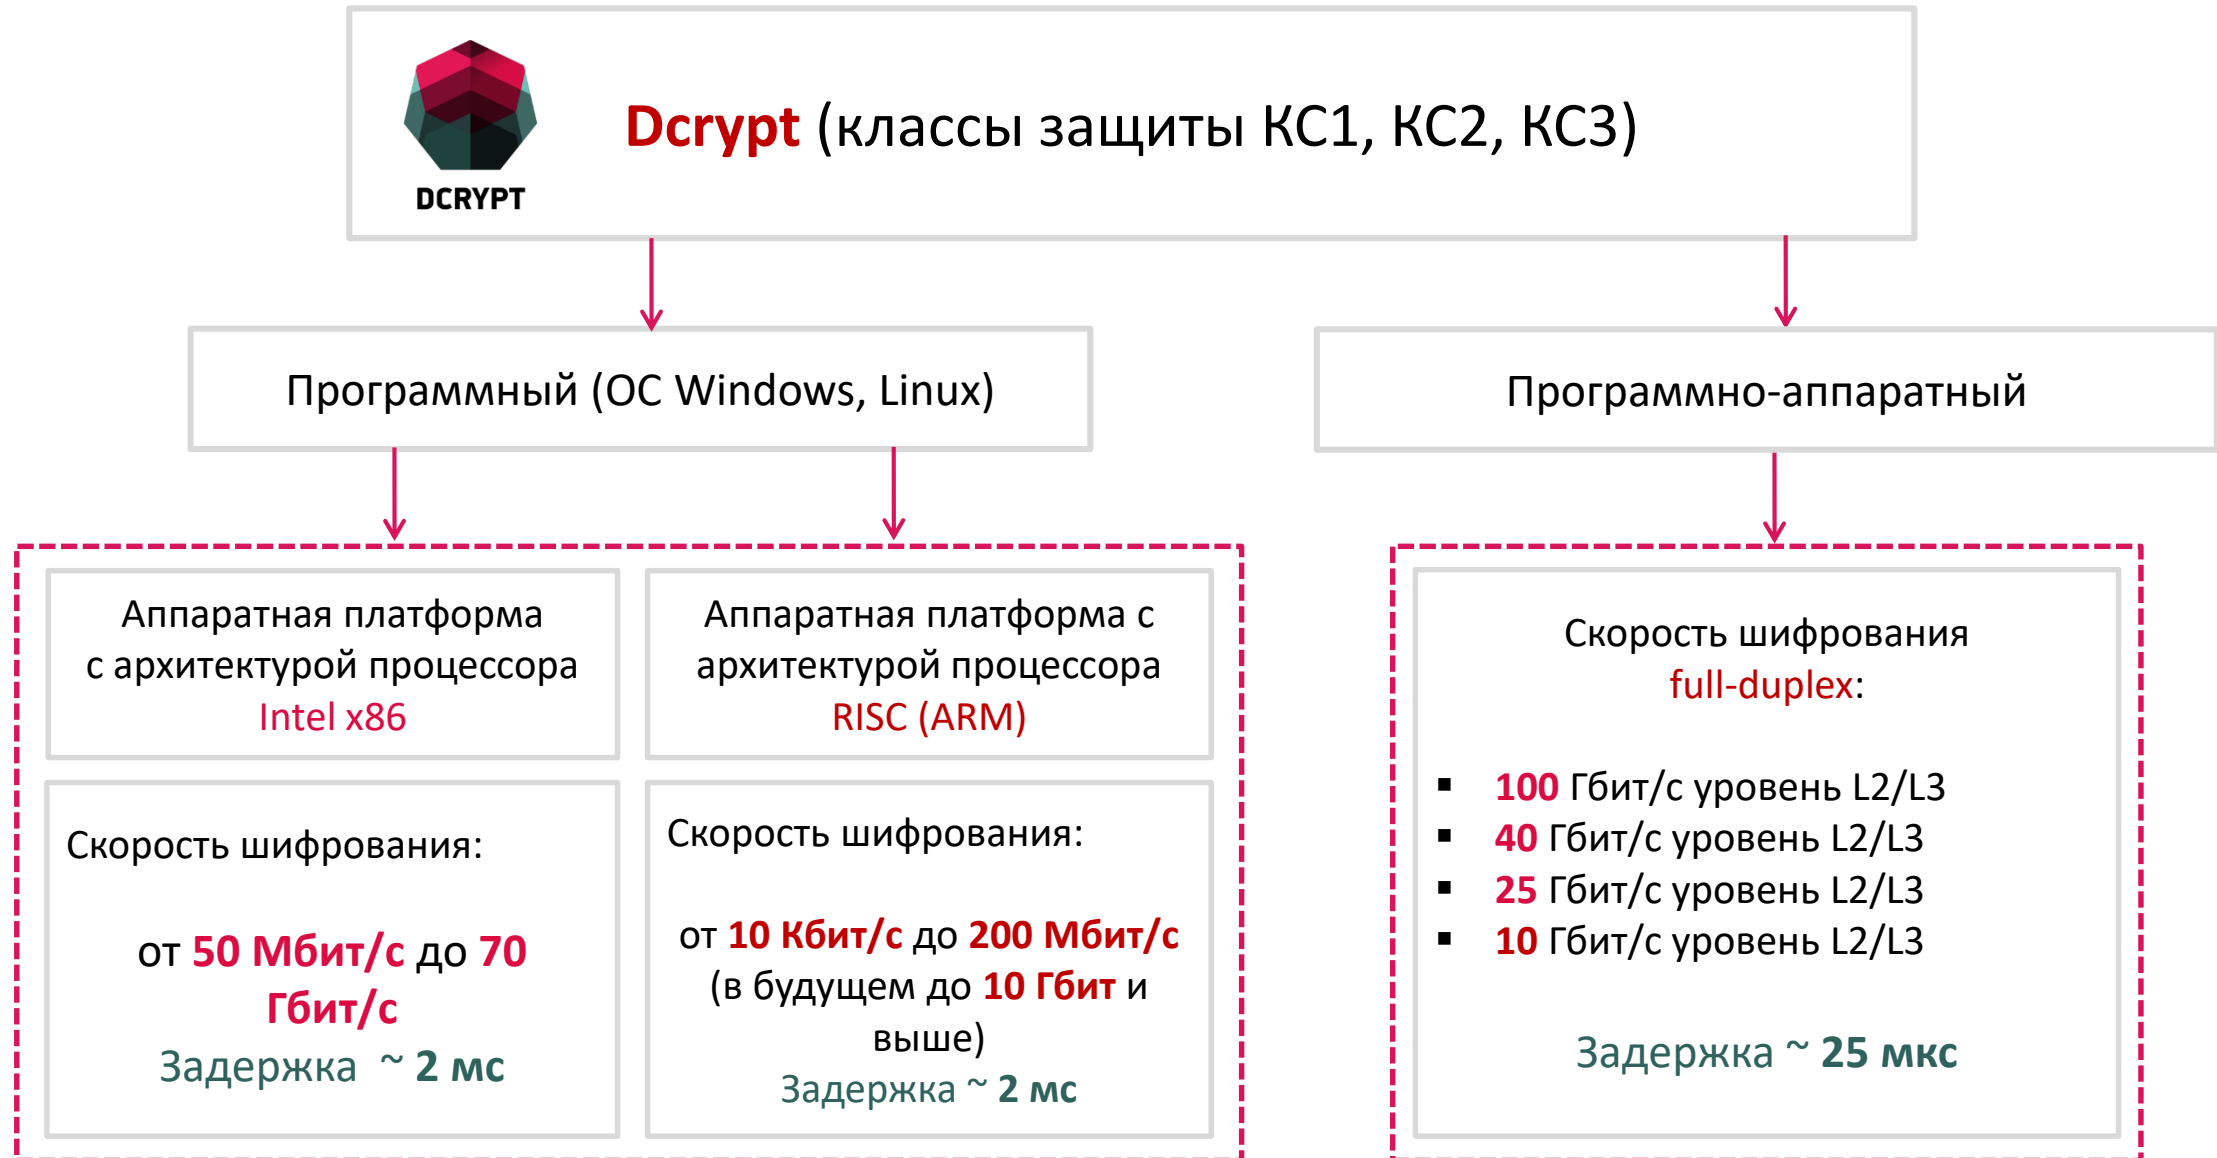 DCRYPT
Dcrypt (классы защиты КС1, КС2, КС3)
Программный (ОС Windows, Linux)
Программно-аппаратный
Аппаратная платформа
с архитектурой процессора
Intel x86
Аппаратная платформа с
архитектурой процессора
RISC (ARM)
Скорость шифрования:
от 50 Мбит/с до 70
Гбит/с
Задержка ~ 2 мс
Скорость шифрования:
от 10 Кбит/с до 200 Мбит/с
(в будущем до 10 Гбит и
выше)
Задержка ~ 2 мс
Скорость шифрования
full-duplex:
▪ 100 Гбит/с уровень L2/L3
▪ 40 Гбит/с уровень L2/L3
▪ 25 Гбит/с уровень L2/L3
▪ 10 Гбит/с уровень L2/L3
Задержка ~ 25 мкс